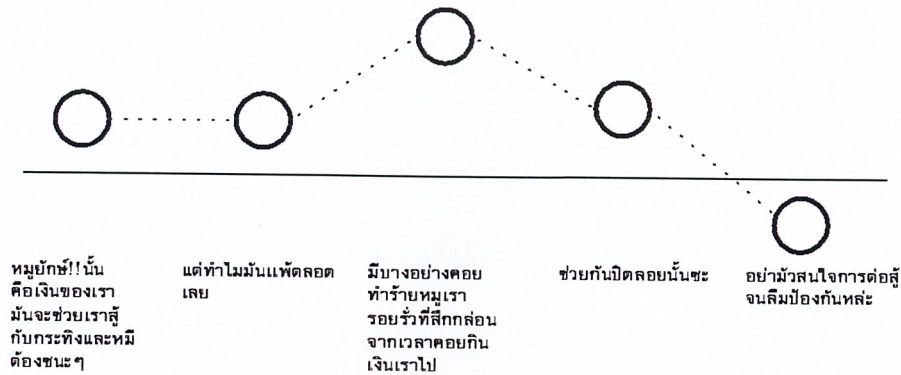 หมูยักษ์!!นั้น
คือเงินของเรา
มันจะช่วยเราสู้
กับกระทิงและหมี
ต้องชนะๆ
แต่ทำไมมันแพ้ตลอด
เลย
มีบางอย่างคอย
ทำร้ายหมูเรา
รอยรั่วที่สึกกล่อน
จากเวลาคอยกิน
เงินเราไป
ช่วยกันปิดลอยนั้นซะ
อย่ามัวสนใจการต่อสู้
จนลืมป้องกันหล่ะ